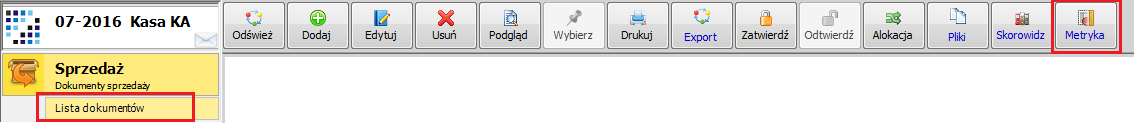 07-2016 Kasa KA
Odśwież Dodaj Edytuj Usuń Podgląd Wybierz Drukuj Export Zatwierdź Odtwierdź Alokacja Pliki Skorowidz Metryka
Sprzedaż
Dokumenty sprzedaży
Lista dokumentów